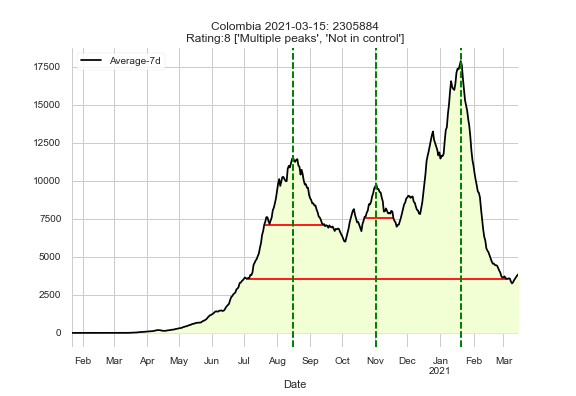 Colombia 2021-03-15: 2305884
Rating:8 ['Multiple peaks', 'Not in control']
Average-7d
17500
15000
12500
10000
7500
5000
2500
0
Feb Mar Apr May Jun Jul Aug Sep Oct Nov Dec Jan Feb Mar
2021
Date